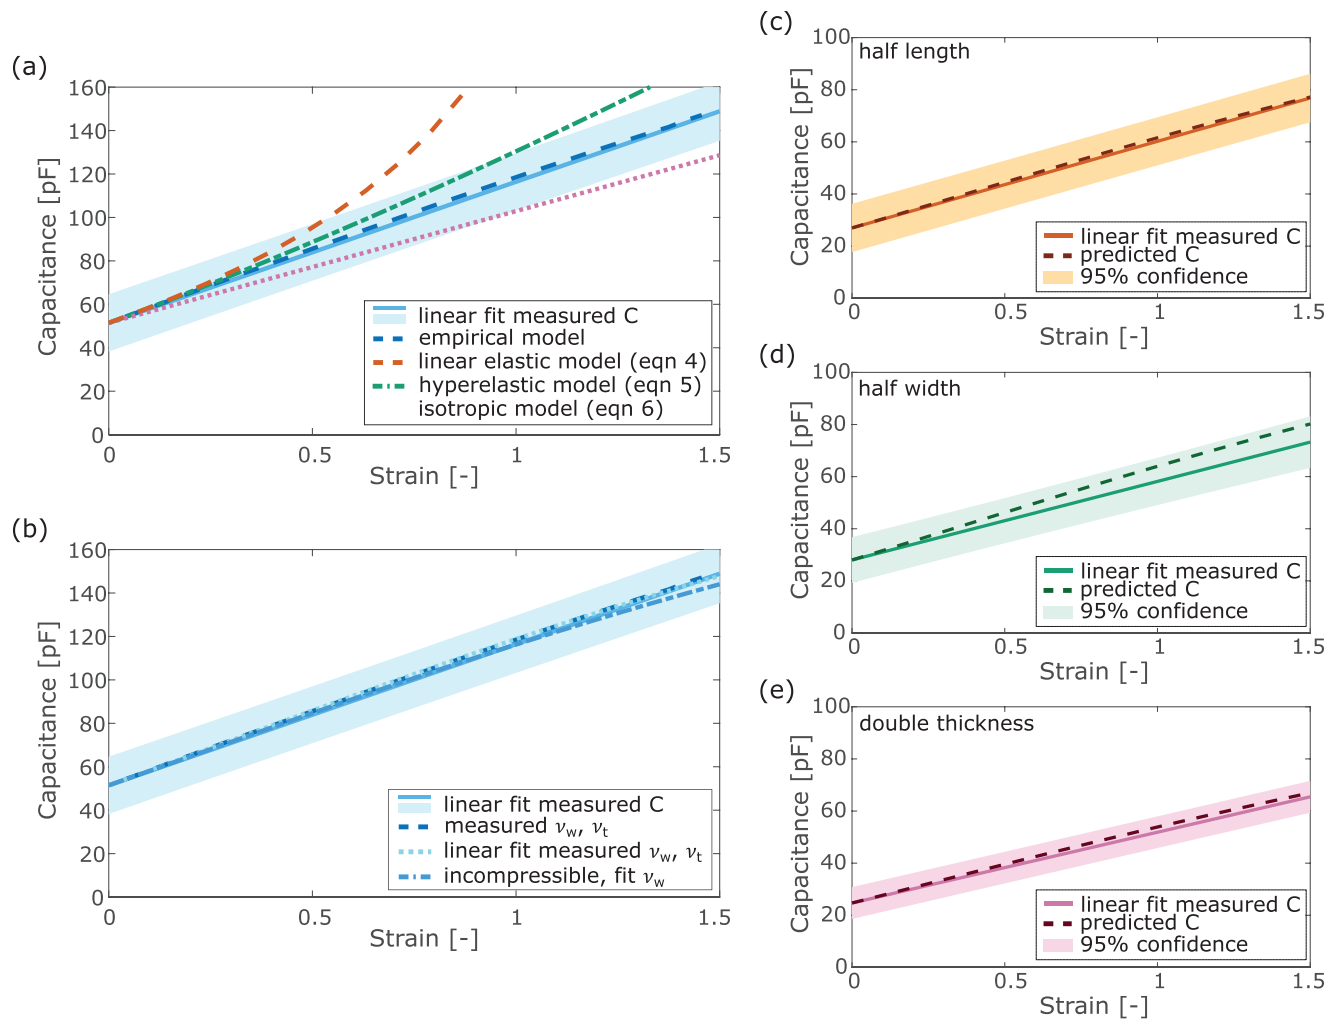 (a)
160
140
120
100
80
60
40
20
0
Capacitance [pF]
0
0.5
1
1.5
Strain [-]
linear fit measured C
empirical model
linear elastic model (eqn 4)
hyperelastic model (eqn 5)
isotropic model (eqn 6)
(b)
160
140
120
100
80
60
40
20
0
Capacitance [pF]
0
0.5
1
1.5
Strain [-]
linear fit measured C
measured νw, νt
linear fit measured νw, νt
incompressible, fit νw
(c)
100
80
60
40
20
0
Capacitance [pF]
half length
linear fit measured C
predicted C
95% confidence
0
0.5
1
1.5
Strain [-]
(d)
100
80
60
40
20
0
Capacitance [pF]
half width
linear fit measured C
predicted C
95% confidence
0
0.5
1
1.5
Strain [-]
(e)
100
80
60
40
20
0
Capacitance [pF]
double thickness
linear fit measured C
predicted C
95% confidence
0
0.5
1
1.5
Strain [-]